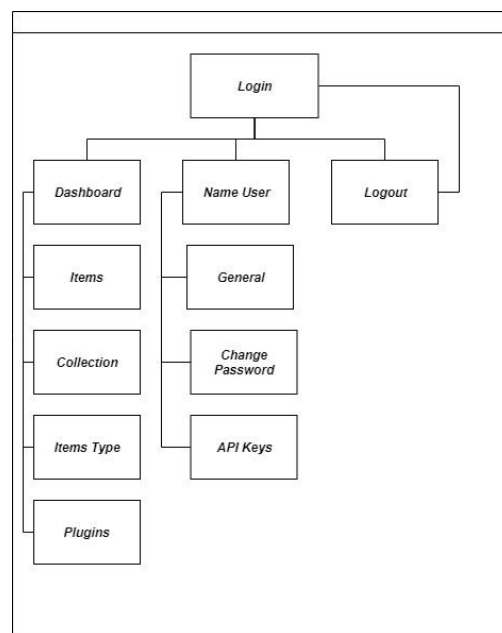 Login
Dashboard
Name User
Logout
Items
General
Collection
Change
Password
Items Type
API Keys
Plugins